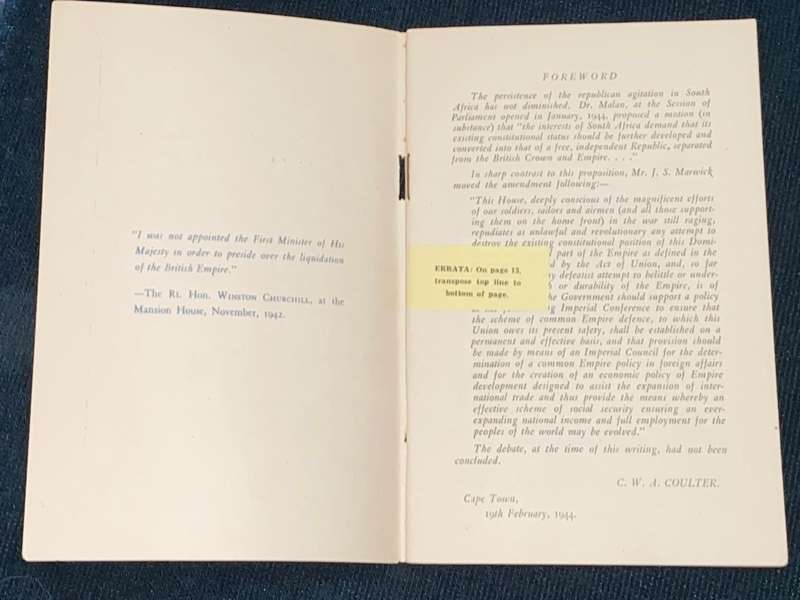 "I was not appointed the First Minister of His
Majesty in order to preside over the liquidation
of the British Empire."
—The Rt. Hon. Winston Churchill, at the
Mansion House, November, 1942.
FOREWORD
The persistence of the republican agitation in South
Africa has not diminished. Dr. Malan, at the Session of
Parliament opened in January, 1944, proposed a motion (in
substance) that "the interests of South Africa demand that its
existing constitutional status should be further developed and
converted into that of a free, independent Republic, separated
from the British Crown and Empire. . . ."
In sharp contrast to this proposition, Mr. J. S. Marwick
moved the amendment following:—
"This House, deeply conscious of the magnificent efforts
of our soldiers, sailors and airmen (and all those support-
ing them on the home front) in the war still raging,
repudiates as unlawful and revolutionary any attempt to
destroy the existing constitutional position of this Domi-
part of the Empire as defined in the
by the Act of Union, and, so far
defeatist attempt to belittle or under-
or durability of the Empire, is of
the Government should support a policy
Imperial Conference to ensure that
the scheme of common Empire defence, to which this
Union owes its present safety, shall be established on a
permanent and effective basis, and that provision should
be made by means of an Imperial Council for the deter-
mination of a common Empire policy in foreign affairs
and for the creation of an economic policy of Empire
development designed to assist the expansion of inter-
national trade and thus provide the means whereby an
effective scheme of social security ensuring an ever-
expanding national income and full employment for the
peoples of the world may be evolved."
The debate, at the time of this writing, had not been
concluded.
C. W. A. COULTER.
Cape Town,
19th February, 1944.
ERRATA: On page 13,
transpose top line to
bottom of page.